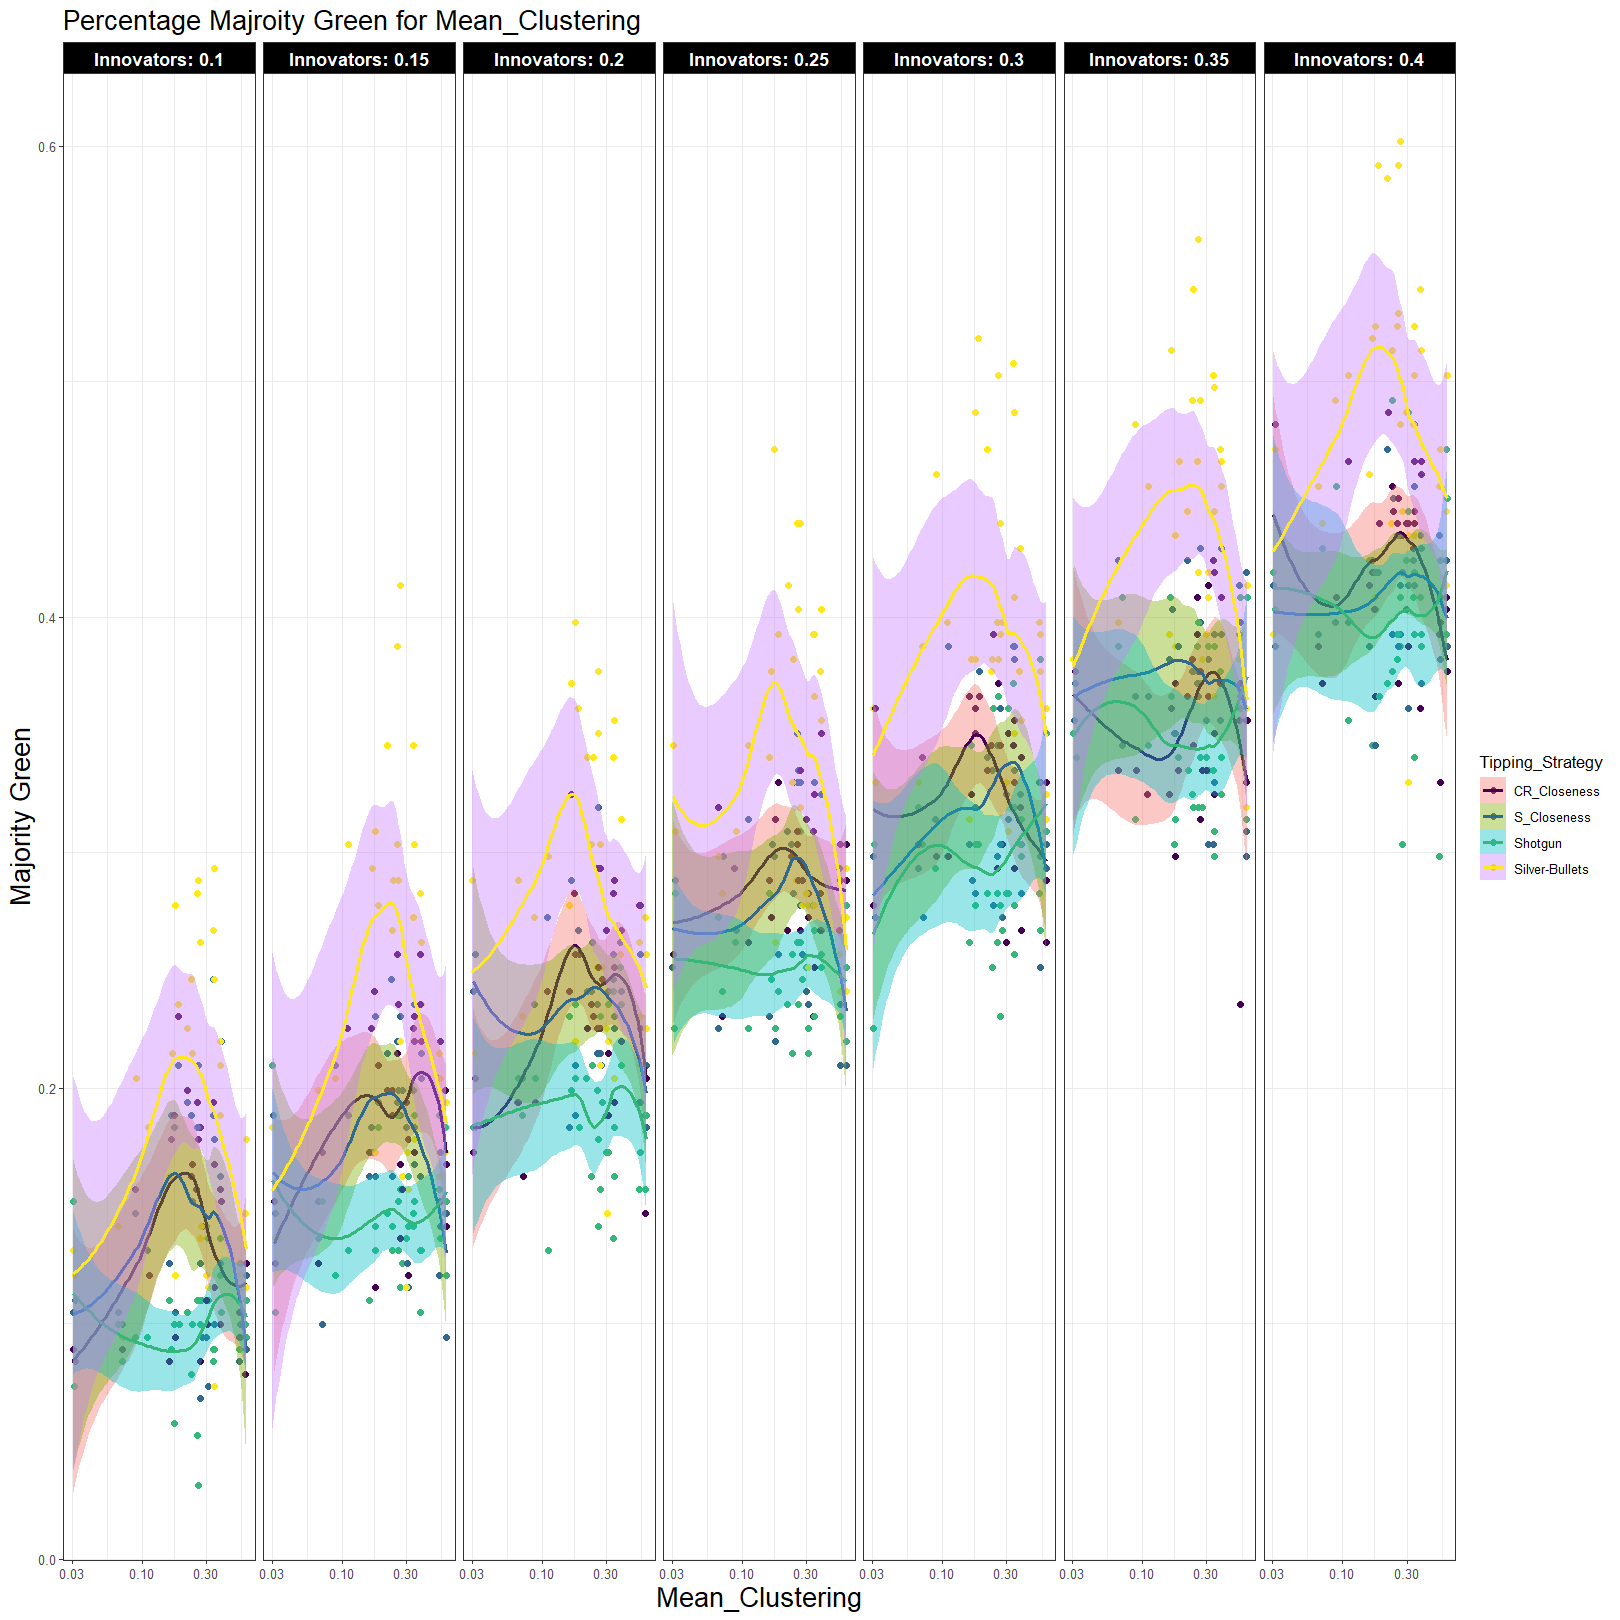 Percentage Majroity Green for Mean_Clustering
Innovators: 0.1
Innovators: 0.15
Innovators: 0.2
Innovators: 0.25
Innovators: 0.3
Innovators: 0.35
Innovators: 0.4
Majority Green
0.6
0.4
0.2
0.0
0.03 0.10 0.30
0.03 0.10 0.30
0.03 0.10 0.30
0.03 0.10 0.30
0.03 0.10 0.30
0.03 0.10 0.30
0.03 0.10 0.30
Mean_Clustering
Tipping_Strategy
CR_Closeness
S_Closeness
Shotgun
Silver-Bullets